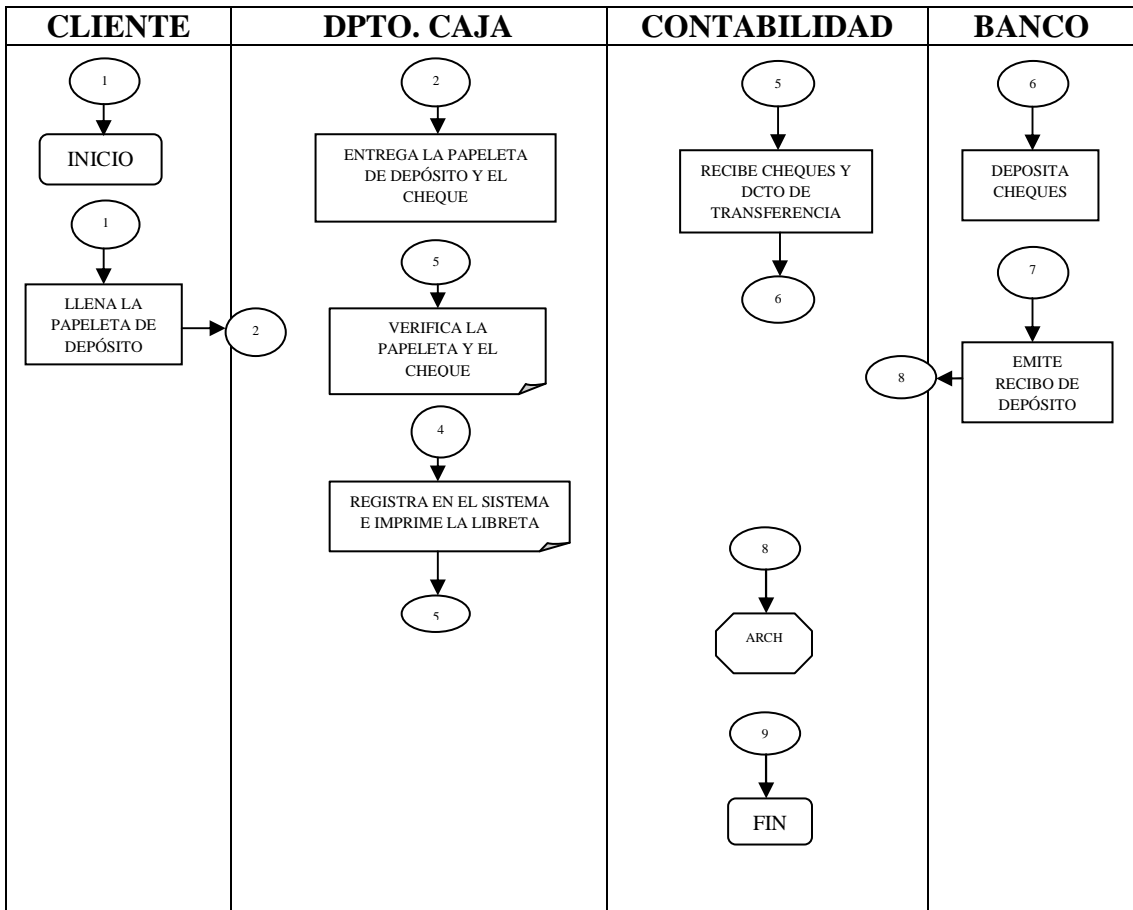 CLIENTE
DPTO. CAJA
CONTABILIDAD
BANCO
1
INICIO
1
LLENA LA
PAPELETA DE
DEPÓSITO
2
2
ENTREGA LA PAPELETA
DE DEPÓSITO Y EL
CHEQUE
5
VERIFICA LA
PAPELETA Y EL
CHEQUE
4
REGISTRA EN EL SISTEMA
E IMPRIME LA LIBRETA
5
5
RECIBE CHEQUES Y
DCTO DE
TRANSFERENCIA
6
8
ARCH
9
FIN
6
DEPOSITA
CHEQUES
7
EMITE
RECIBO DE
DEPÓSITO
8